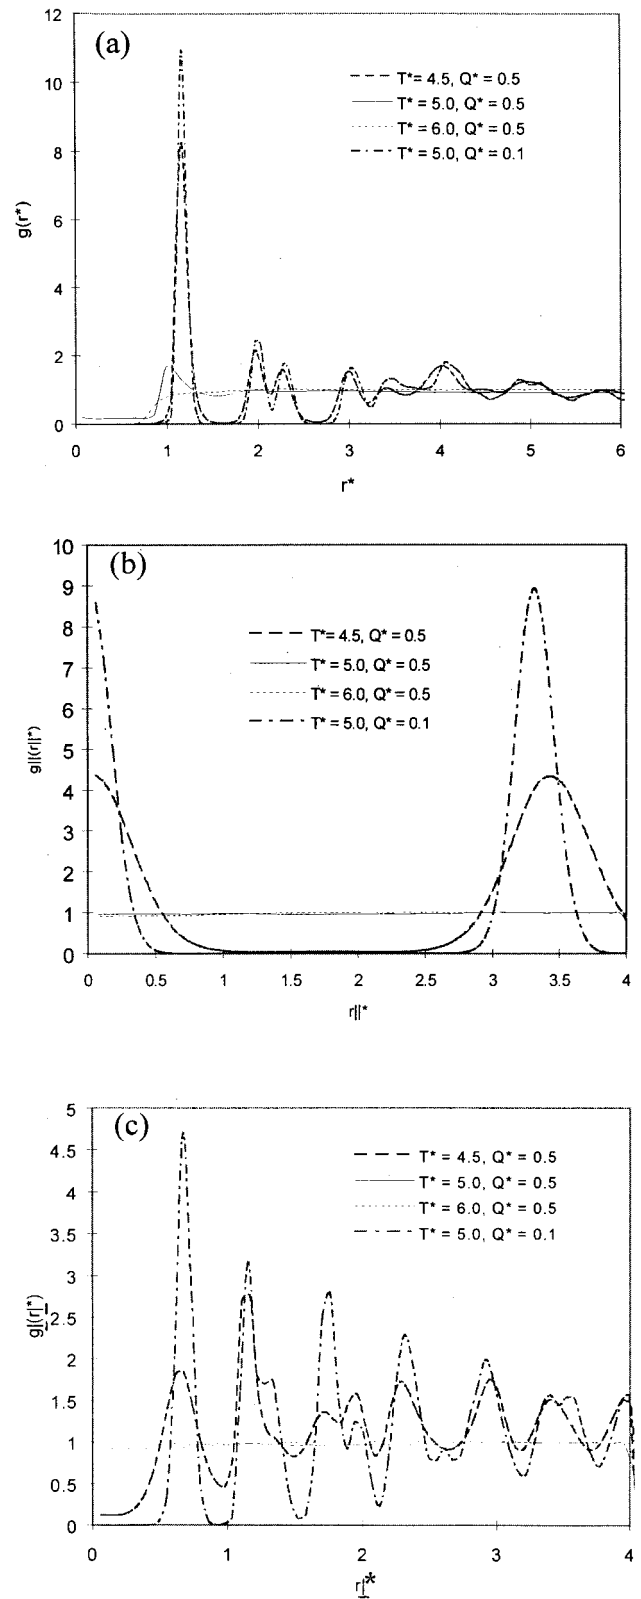 (a)
12
10
8
6
4
2
0
g(r*)
T*= 4.5, Q* = 0.5
T* = 5.0, Q* = 0.5
T* = 6.0, Q* = 0.5
T* = 5.0, Q* = 0.1
0 1 2 3 4 5 6
r*
(b)
10
9
8
7
6
5
4
3
2
1
0
g||(r||*)
T*= 4.5, Q* = 0.5
T* = 5.0, Q* = 0.5
T* = 6.0, Q* = 0.5
T* = 5.0, Q* = 0.1
0 0.5 1 1.5 2 2.5 3 3.5 4
r||*
(c)
5
4.5
4
3.5
3
2.5
2
1.5
1
0.5
0
g⊥(r⊥*)
T* = 4.5, Q* = 0.5
T* = 5.0, Q* = 0.5
T* = 6.0, Q* = 0.5
T* = 5.0, Q* = 0.1
0 1 2 3 4
r⊥*